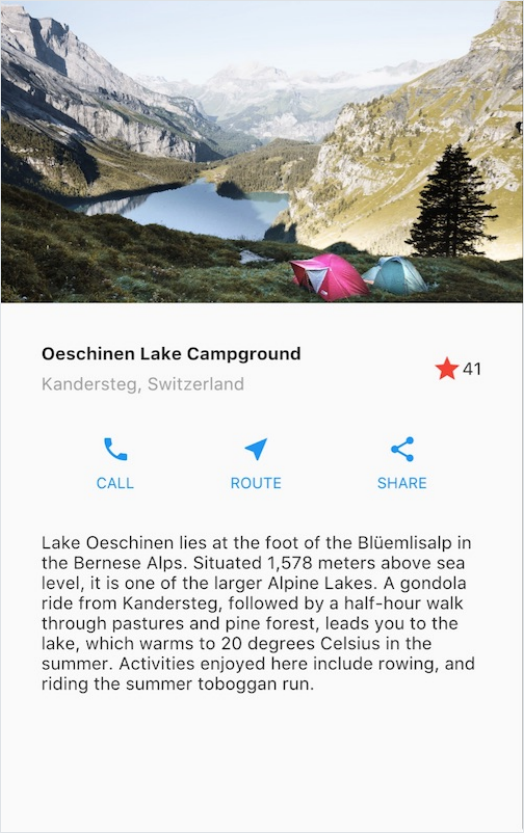 Oeschinen Lake Campground
Kandersteg, Switzerland
41
CALL
ROUTE
SHARE
Lake Oeschinen lies at the foot of the Blüemlisalp in
the Bernese Alps. Situated 1,578 meters above sea
level, it is one of the larger Alpine Lakes. A gondola
ride from Kandersteg, followed by a half-hour walk
through pastures and pine forest, leads you to the
lake, which warms to 20 degrees Celsius in the
summer. Activities enjoyed here include rowing, and
riding the summer toboggan run.